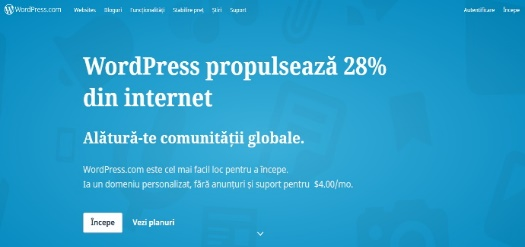 WordPress.com Websites Bloguri Funcționalități Stabilire preț Știri Suport Autentificare Începe
WordPress propulsează 28%
din internet
Alătură-te comunității globale.
WordPress.com este cel mai facil loc pentru a începe.
Ia un domeniu personalizat, fără anunțuri și suport pentru $4.00/mo.
Începe Vezi planuri